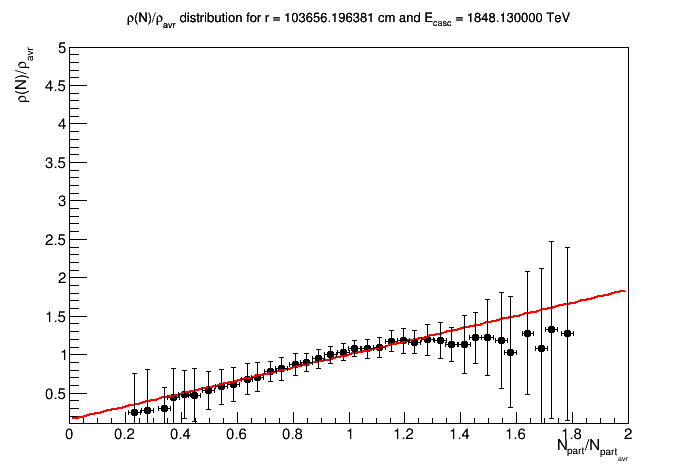 ρ(N)/ρavr distribution for r = 103656.196381 cm and Ecasc = 1848.130000 TeV
ρ(N)/ρavr
5
4.5
4
3.5
3
2.5
2
1.5
1
0.5
0 0.2 0.4 0.6 0.8 1 1.2 1.4 1.6 1.8 2
Npart/Npartavr